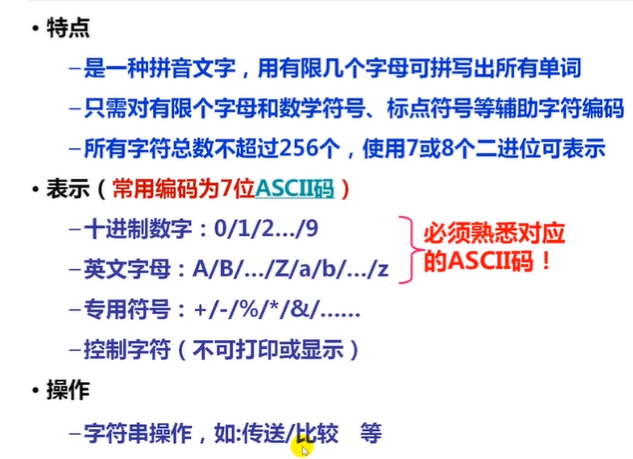 • 特点
–是一种拼音文字，用有限几个字母可拼写出所有单词
–只需对有限个字母和数学符号、标点符号等辅助字符编码
–所有字符总数不超过256个，使用7或8个二进位可表示
• 表示（常用编码为7位ASCII码）
–十进制数字：0/1/2…/9
–英文字母：A/B/…/Z/a/b/…/z
必须熟悉对应
的ASCII码！
–专用符号：+/-/%/*/&/……
–控制字符（不可打印或显示）
• 操作
–字符串操作，如:传送/比较 等